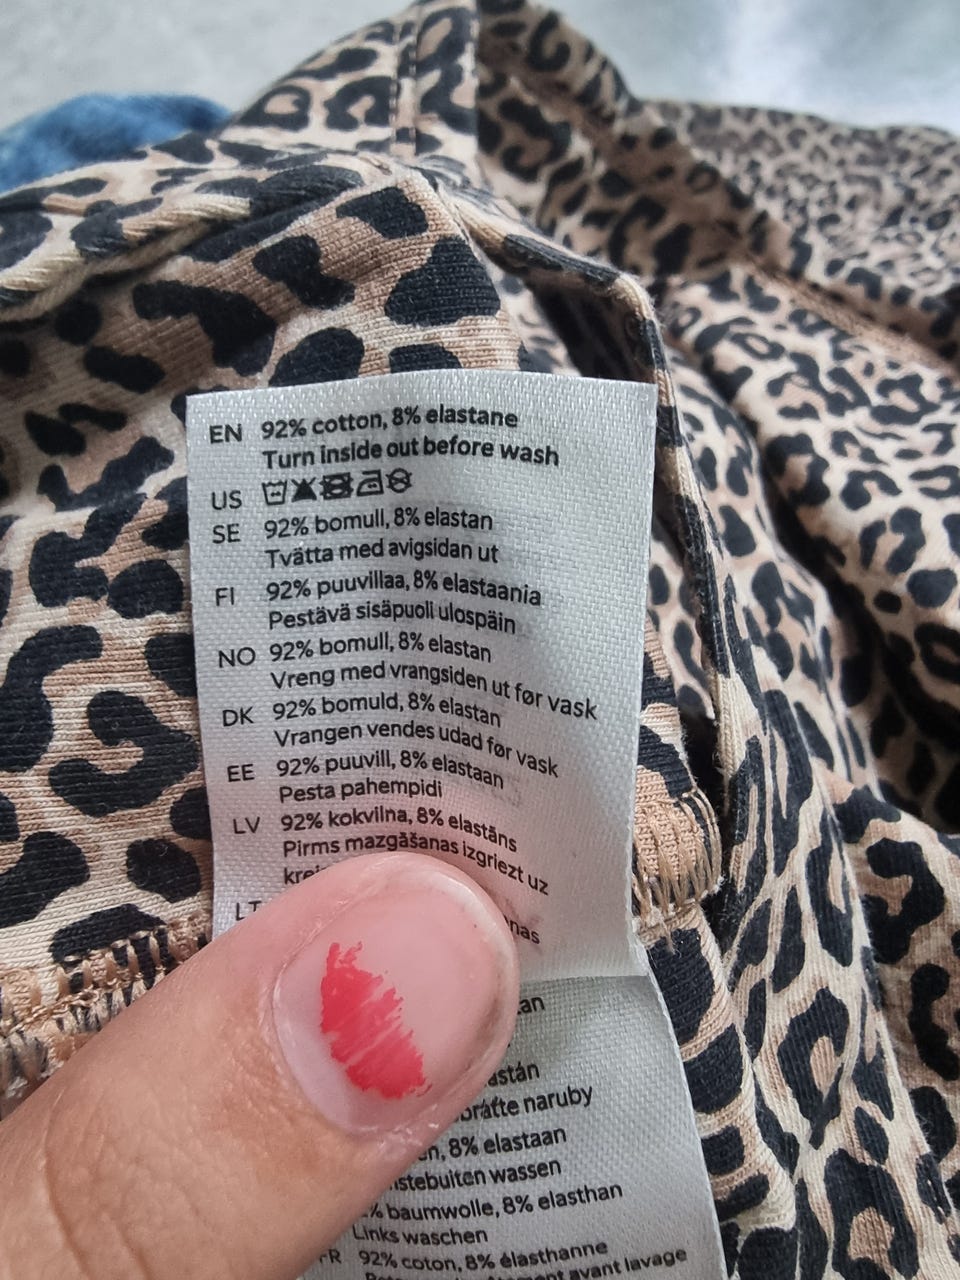 EN 92% cotton, 8% elastane
Turn inside out before wash
US
SE 92% bomull, 8% elastan
Tvätta med avigsidan ut
FI 92% puuvillaa, 8% elastaania
Pestävä sisäpuoli ulospäin
NO 92% bomull, 8% elastan
Vreng med vrangsiden ut før vask
DK 92% bomuld, 8% elastan
Vrangen vendes udad før vask
EE 92% puuvill, 8% elastaan
Pesta pahempidi
LV 92% kokvilna, 8% elastāns
Pirms mazgāšanas izgriezt uz
LT
naruby
8% elastaan
wassen
baumwolle, 8% elasthan
Links waschen
FR 92% coton, 8% élasthanne
avant lavage